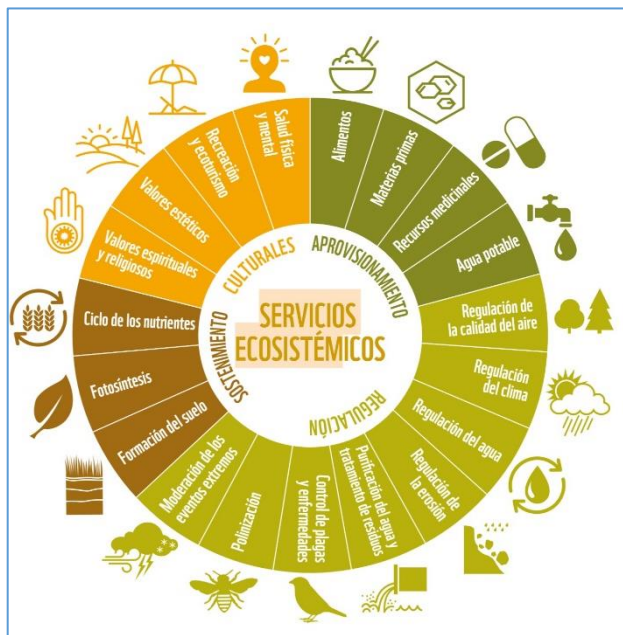 SERVICIOS
ECOSISTÉMICOS
APROVISIONAMIENTO
Alimentos
Materias primas
Recursos medicinales
Agua potable
REGULACIÓN
Regulación de
la calidad del aire
Regulación
del clima
Regulación del agua
Regulación de
la erosión
Purificación del agua y
tratamiento de residuos
Control de plagas
y enfermedades
Polinización
Moderación de los
eventos extremos
SOSTENIMIENTO
Formación del suelo
Fotosíntesis
Ciclo de los nutrientes
CULTURALES
Valores espirituales
y religiosos
Valores estéticos
Recreación
y ecoturismo
Salud física
y mental